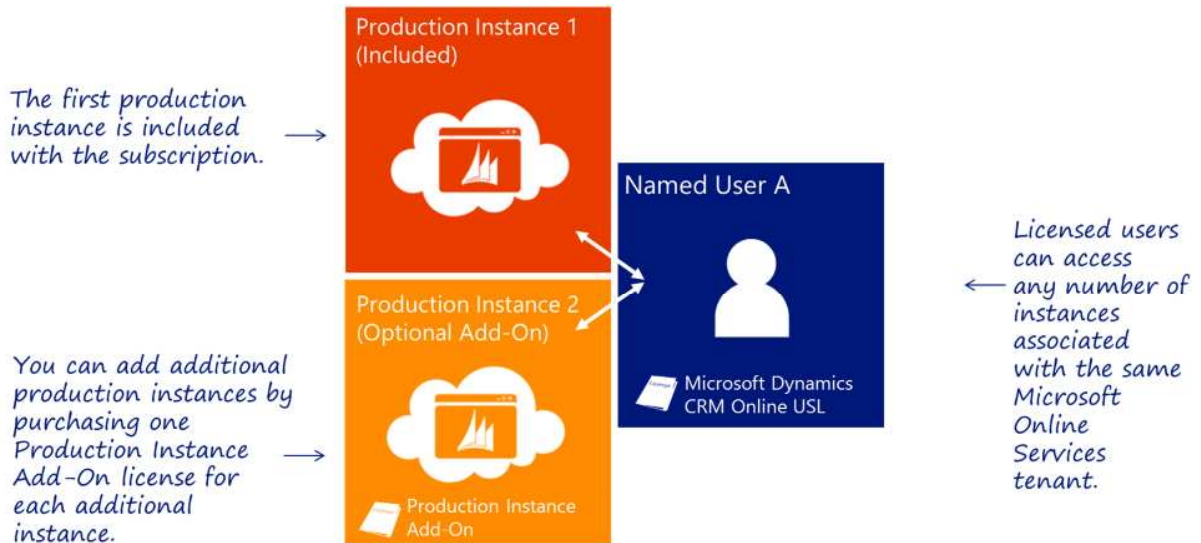 Production Instance 1
(Included)
The first production
instance is included
with the subscription.
Named User A
Licensed users
can access
any number of
instances
associated
with the same
Microsoft
Online
Services
tenant.
Microsoft Dynamics
CRM Online USL
Production Instance 2
(Optional Add-On)
You can add additional
production instances by
purchasing one
Production Instance
Add-On license for
each additional
instance.
Production Instance
Add-On